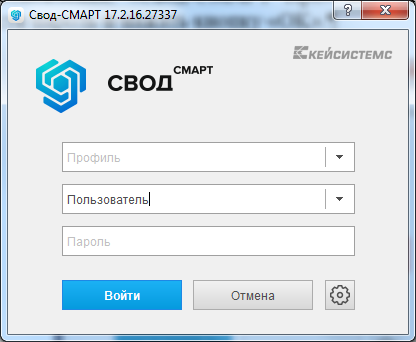 Свод-СМАРТ 17.2.16.27337
КЕЙСИСТЕМС
СВОД СМАРТ
Профиль
Пользователь
Пароль
Войти
Отмена